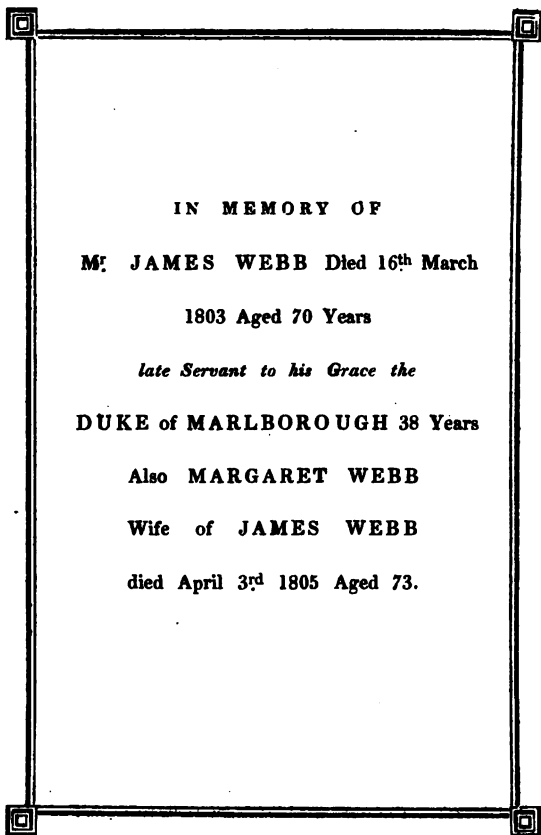 IN MEMORY OF
Mr. JAMES WEBB Died 16th March
1803 Aged 70 Years
late Servant to his Grace the
DUKE of MARLBOROUGH 38 Years
Also MARGARET WEBB
Wife of JAMES WEBB
died April 3rd 1805 Aged 73.